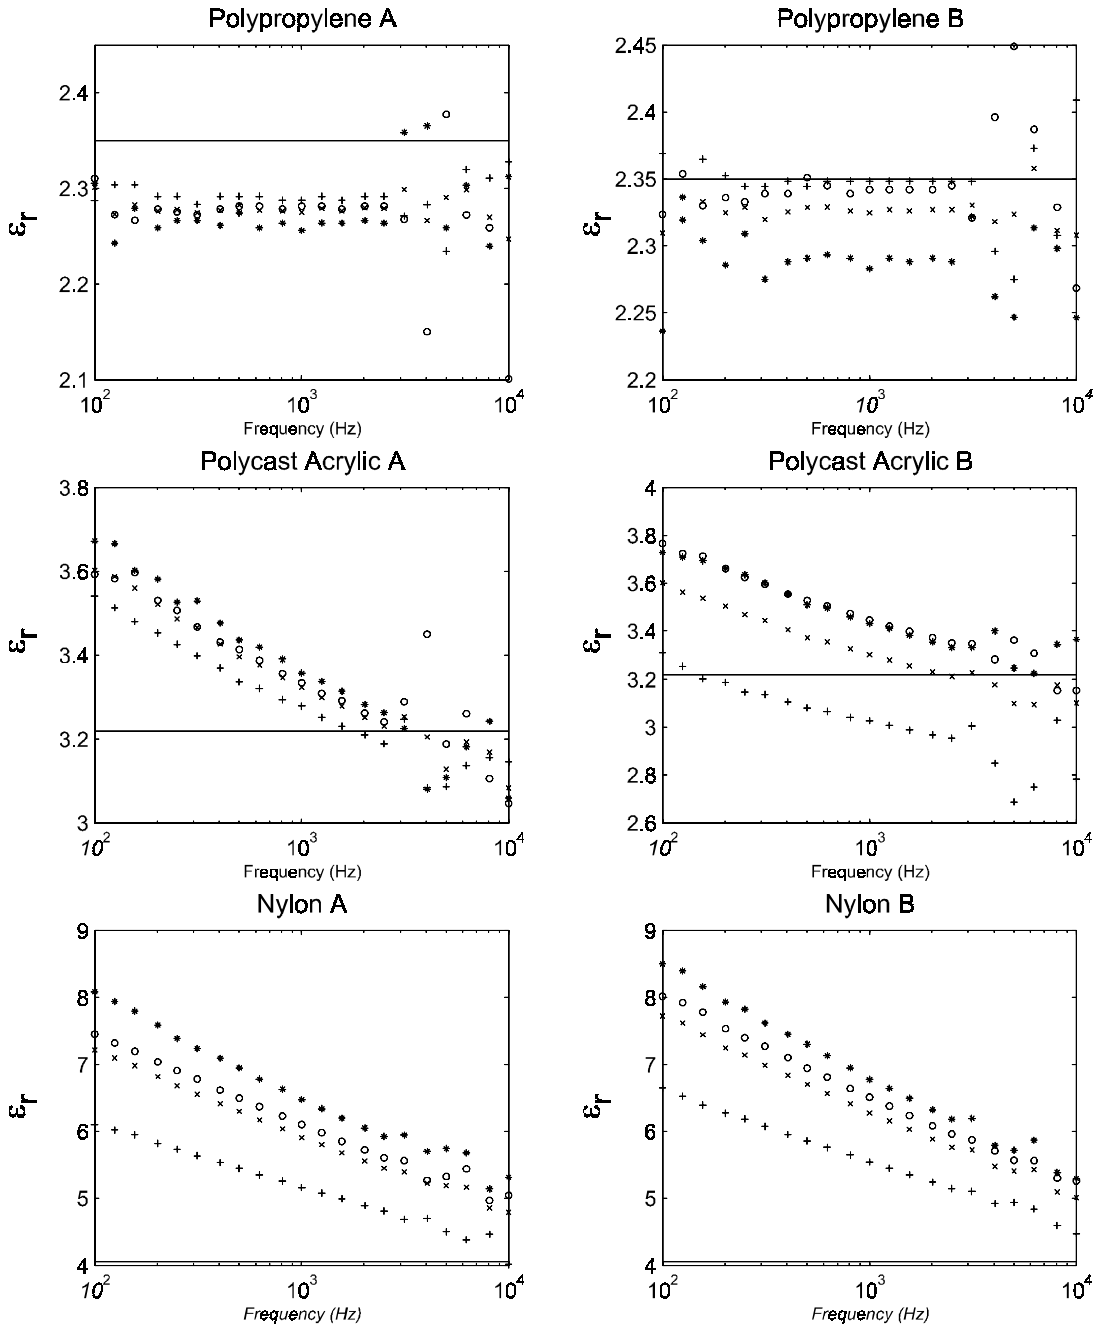 Polypropylene A
Polypropylene B
2.4
2.3
2.2
2.1
εr
10^2
10^3
10^4
Frequency (Hz)
2.45
2.4
2.35
2.3
2.25
2.2
εr
10^2
10^3
10^4
Frequency (Hz)
Polycast Acrylic A
Polycast Acrylic B
3.8
3.6
3.4
3.2
3
εr
10^2
10^3
10^4
Frequency (Hz)
4
3.8
3.6
3.4
3.2
3
2.8
2.6
εr
10^2
10^3
10^4
Frequency (Hz)
Nylon A
Nylon B
9
8
7
6
5
4
εr
10^2
10^3
10^4
Frequency (Hz)
9
8
7
6
5
4
εr
10^2
10^3
10^4
Frequency (Hz)